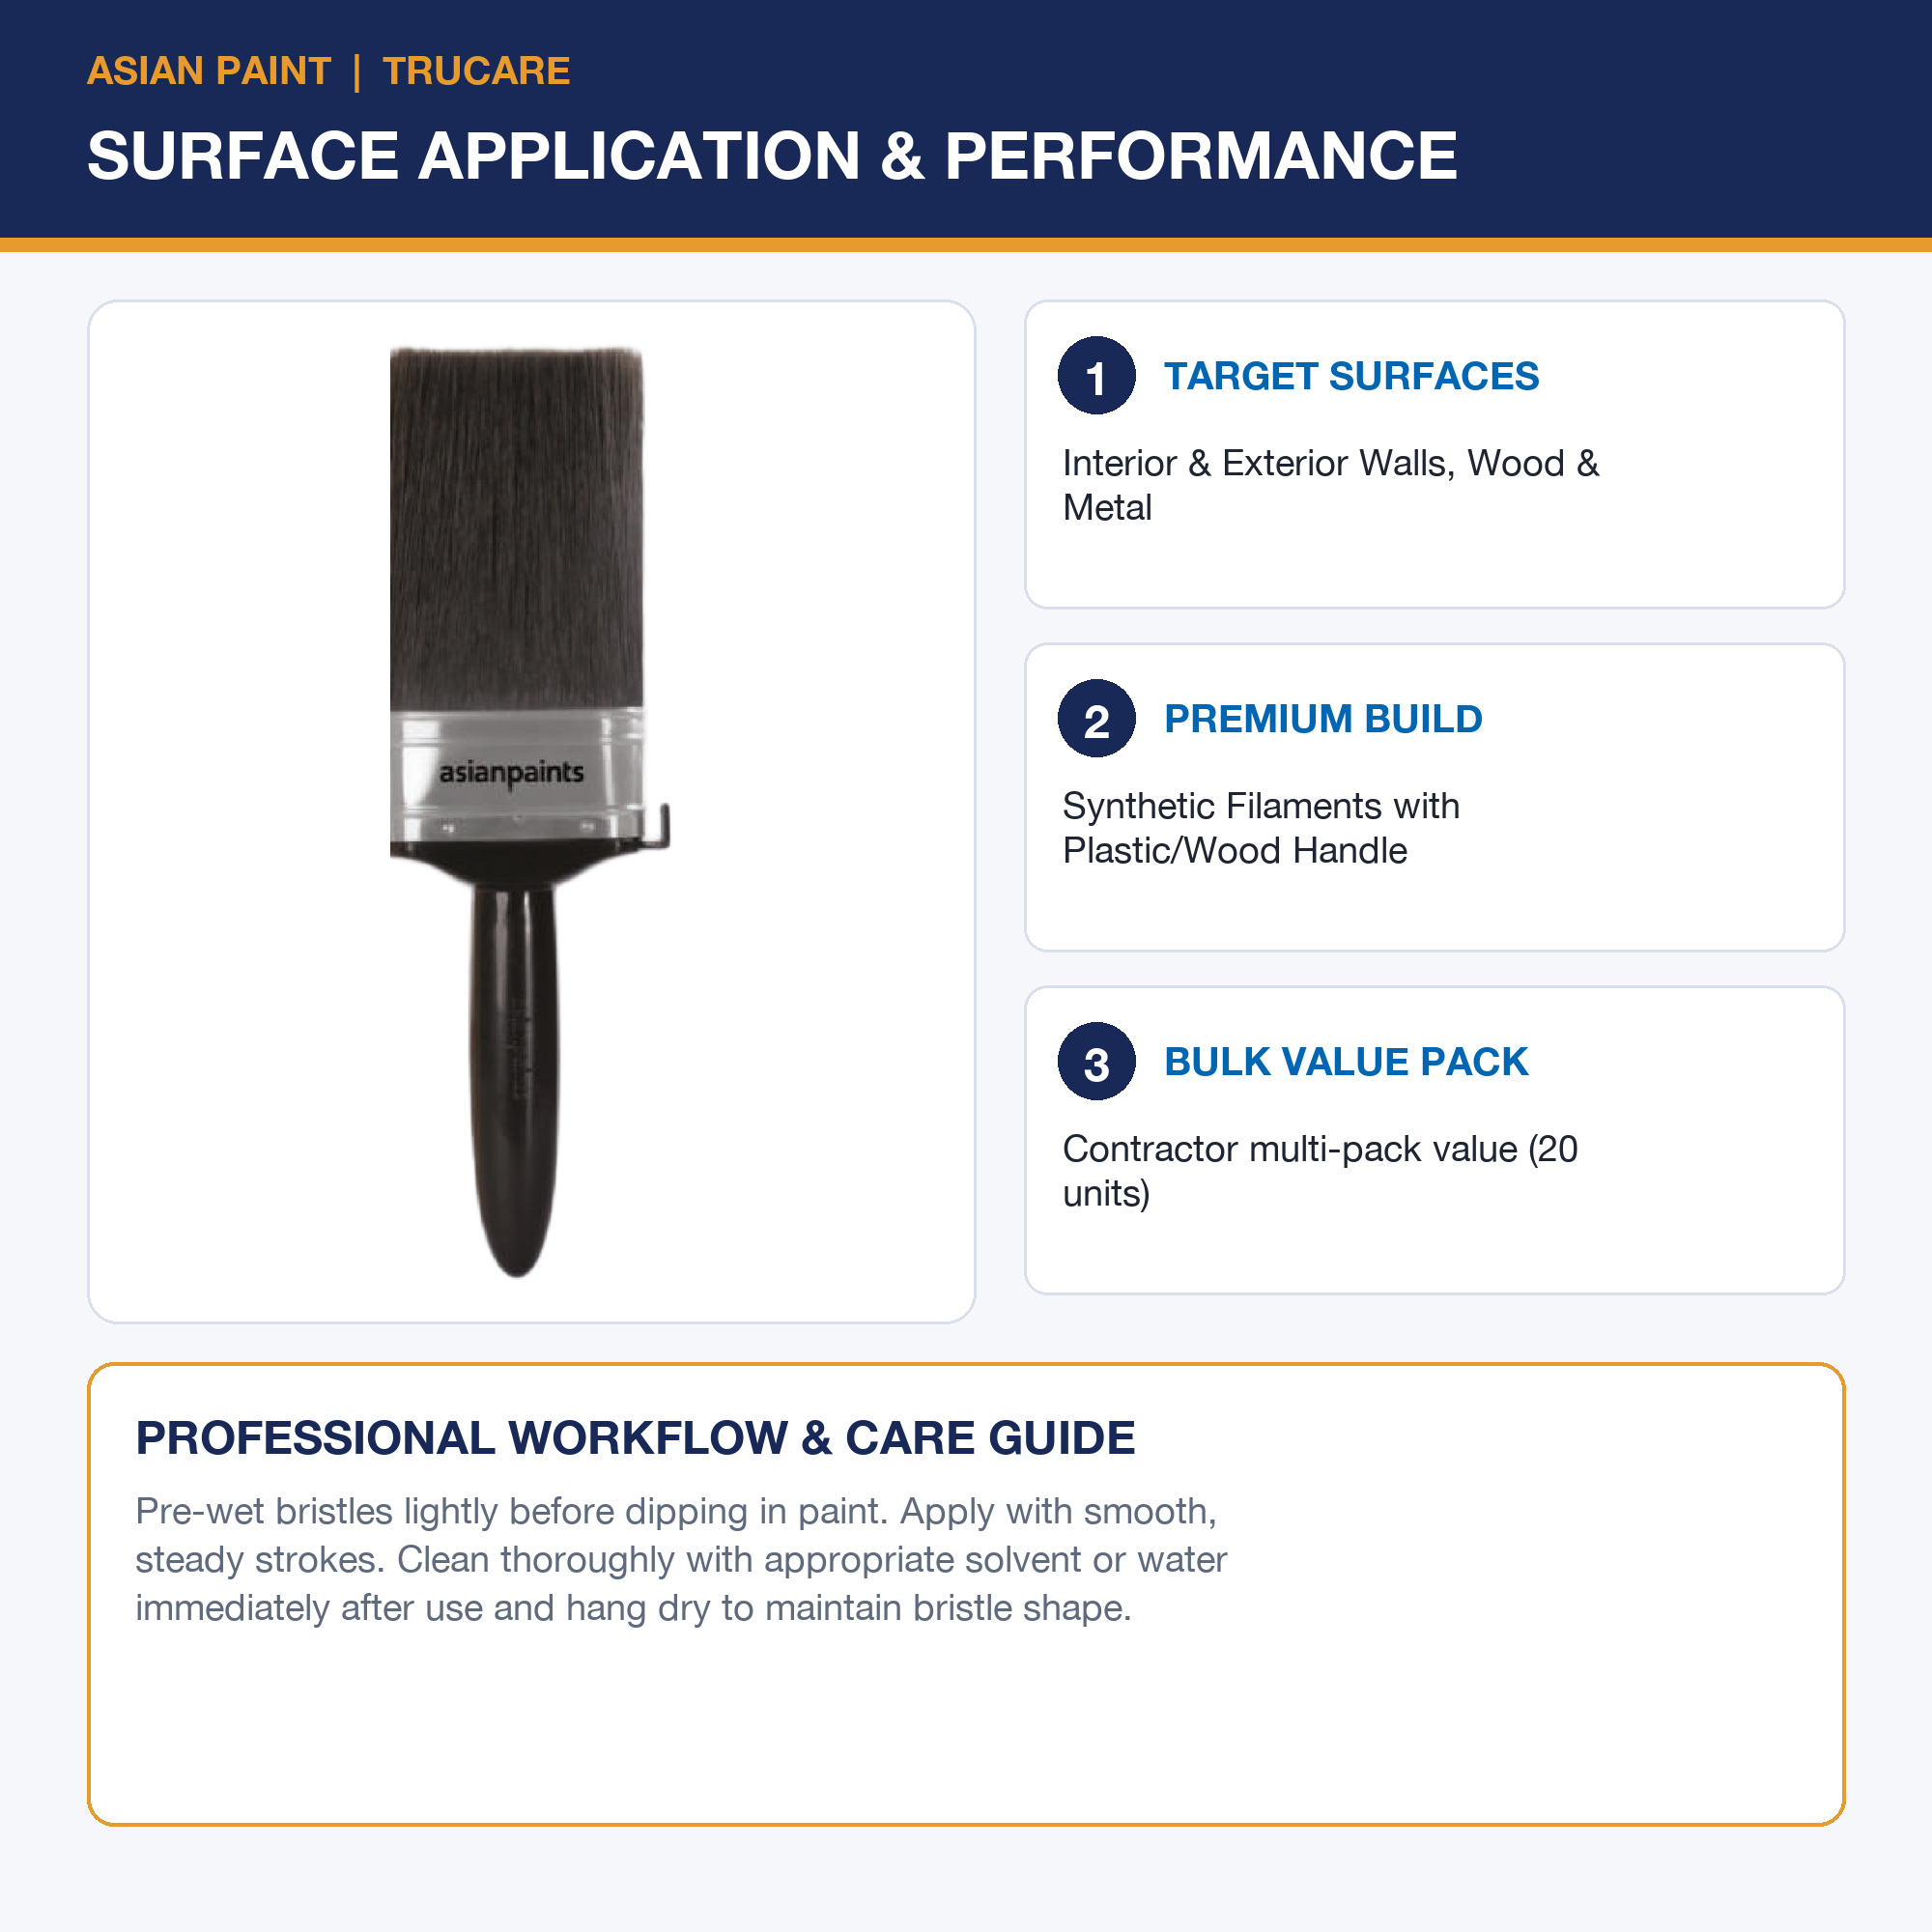 ASIAN PAINT | TRUCARE
SURFACE APPLICATION & PERFORMANCE
asianpaints
1 TARGET SURFACES
Interior & Exterior Walls, Wood &
Metal
2 PREMIUM BUILD
Synthetic Filaments with
Plastic/Wood Handle
3 BULK VALUE PACK
Contractor multi-pack value (20
units)
PROFESSIONAL WORKFLOW & CARE GUIDE
Pre-wet bristles lightly before dipping in paint. Apply with smooth,
steady strokes. Clean thoroughly with appropriate solvent or water
immediately after use and hang dry to maintain bristle shape.